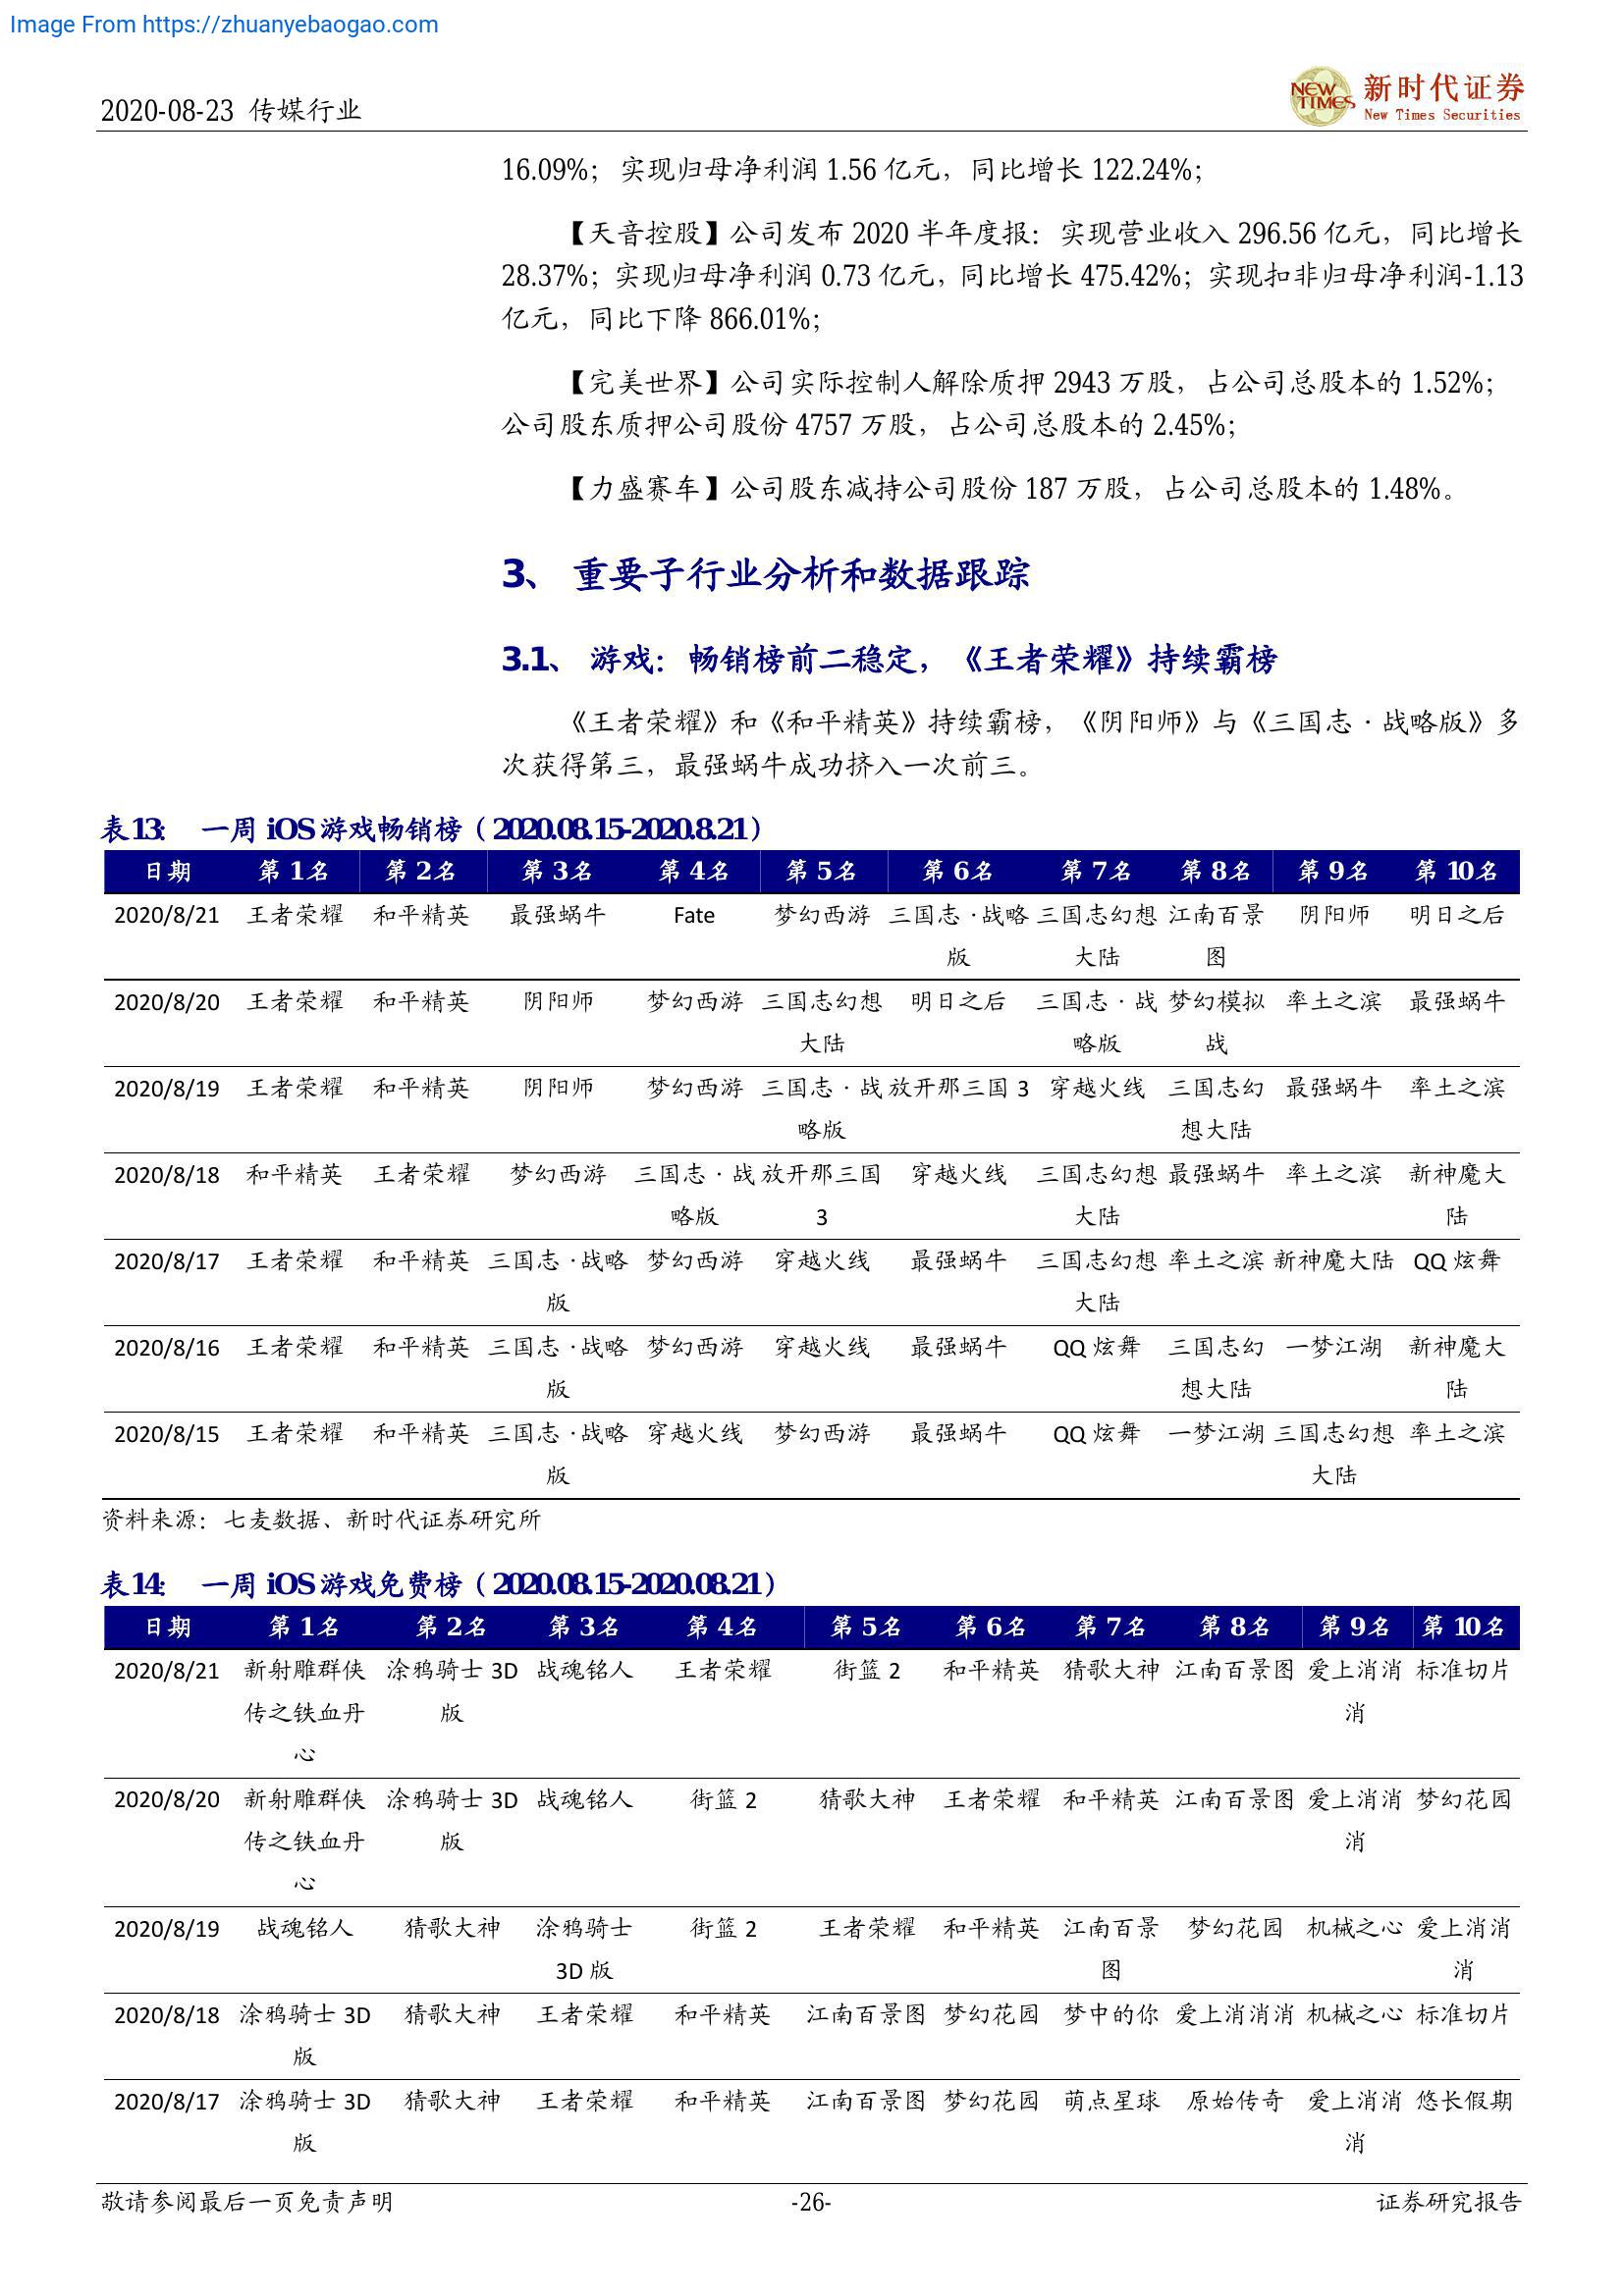 Image From https://zhuanyebaogao.com
2020-08-23 传媒行业
NEW TIMES 新时代证券
New Times Securities
16.09%；实现归母净利润 1.56 亿元，同比增长 122.24%；
【天音控股】公司发布 2020 半年度报：实现营业收入 296.56 亿元，同比增长
28.37%；实现归母净利润 0.73 亿元，同比增长 475.42%；实现扣非归母净利润-1.13
亿元，同比下降 866.01%；
【完美世界】公司实际控制人解除质押 2943 万股，占公司总股本的 1.52%；
公司股东质押公司股份 4757 万股，占公司总股本的 2.45%；
【力盛赛车】公司股东减持公司股份 187 万股，占公司总股本的 1.48%。
3、 重要子行业分析和数据跟踪
3.1、 游戏：畅销榜前二稳定，《王者荣耀》持续霸榜
《王者荣耀》和《和平精英》持续霸榜，《阴阳师》与《三国志·战略版》多
次获得第三，最强蜗牛成功挤入一次前三。
表13: 一周 iOS 游戏畅销榜（2020.08.15-2020.8.21）
日期 第 1名 第 2名 第 3名 第 4名 第 5名 第 6名 第 7名 第 8名 第 9名 第 10名
2020/8/21 王者荣耀 和平精英 最强蜗牛 Fate 梦幻西游 三国志·战略 三国志幻想 江南百景 阴阳师 明日之后
版 大陆 图
2020/8/20 王者荣耀 和平精英 阴阳师 梦幻西游 三国志幻想 明日之后 三国志·战 梦幻模拟 率土之滨 最强蜗牛
大陆 略版 战
2020/8/19 王者荣耀 和平精英 阴阳师 梦幻西游 三国志·战 放开那三国 3 穿越火线 三国志幻 最强蜗牛 率土之滨
略版 想大陆
2020/8/18 和平精英 王者荣耀 梦幻西游 三国志·战 放开那三国 穿越火线 三国志幻想 最强蜗牛 率土之滨 新神魔大
略版 3 大陆 陆
2020/8/17 王者荣耀 和平精英 三国志·战略 梦幻西游 穿越火线 最强蜗牛 三国志幻想 率土之滨 新神魔大陆 QQ 炫舞
版 大陆
2020/8/16 王者荣耀 和平精英 三国志·战略 梦幻西游 穿越火线 最强蜗牛 QQ 炫舞 三国志幻 一梦江湖 新神魔大
版 想大陆 陆
2020/8/15 王者荣耀 和平精英 三国志·战略 穿越火线 梦幻西游 最强蜗牛 QQ 炫舞 一梦江湖 三国志幻想 率土之滨
版 大陆
资料来源：七麦数据、新时代证券研究所
表14: 一周 iOS 游戏免费榜（2020.08.15-2020.08.21）
日期 第 1名 第 2名 第 3名 第 4名 第 5名 第 6名 第 7名 第 8名 第 9名 第 10名
2020/8/21 新射雕群侠 涂鸦骑士 3D 战魂铭人 王者荣耀 街篮 2 和平精英 猜歌大神 江南百景图 爱上消消 标准切片
传之铁血丹 版 消
心
2020/8/20 新射雕群侠 涂鸦骑士 3D 战魂铭人 街篮 2 猜歌大神 王者荣耀 和平精英 江南百景图 爱上消消 梦幻花园
传之铁血丹 版 消
心
2020/8/19 战魂铭人 猜歌大神 涂鸦骑士 街篮 2 王者荣耀 和平精英 江南百景 梦幻花园 机械之心 爱上消消
3D 版 图 消
2020/8/18 涂鸦骑士 3D 猜歌大神 王者荣耀 和平精英 江南百景图 梦幻花园 梦中的你 爱上消消消 机械之心 标准切片
版
2020/8/17 涂鸦骑士 3D 猜歌大神 王者荣耀 和平精英 江南百景图 梦幻花园 萌点星球 原始传奇 爱上消消 悠长假期
版 消
敬请参阅最后一页免责声明 -26- 证券研究报告